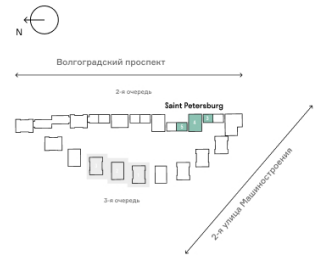 N
Волгоградский проспект
2-я очередь
Saint Petersburg
3-я очередь
2-я улица Машиностроения